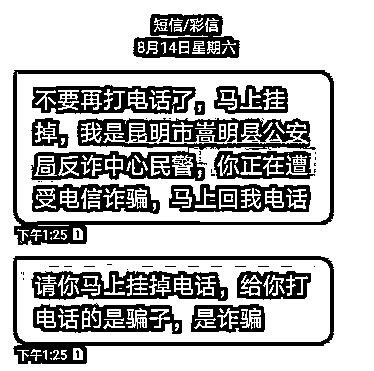 短信/彩信
8月14日星期六
不要再打电话了，马上挂
掉，我是昆明市嵩明县公安
局反诈中心民警，你正在遭
受电信诈骗，马上回我电话
下午1:25 1
请你马上挂掉电话，给你打
电话的是骗子，是诈骗
下午1:25 1